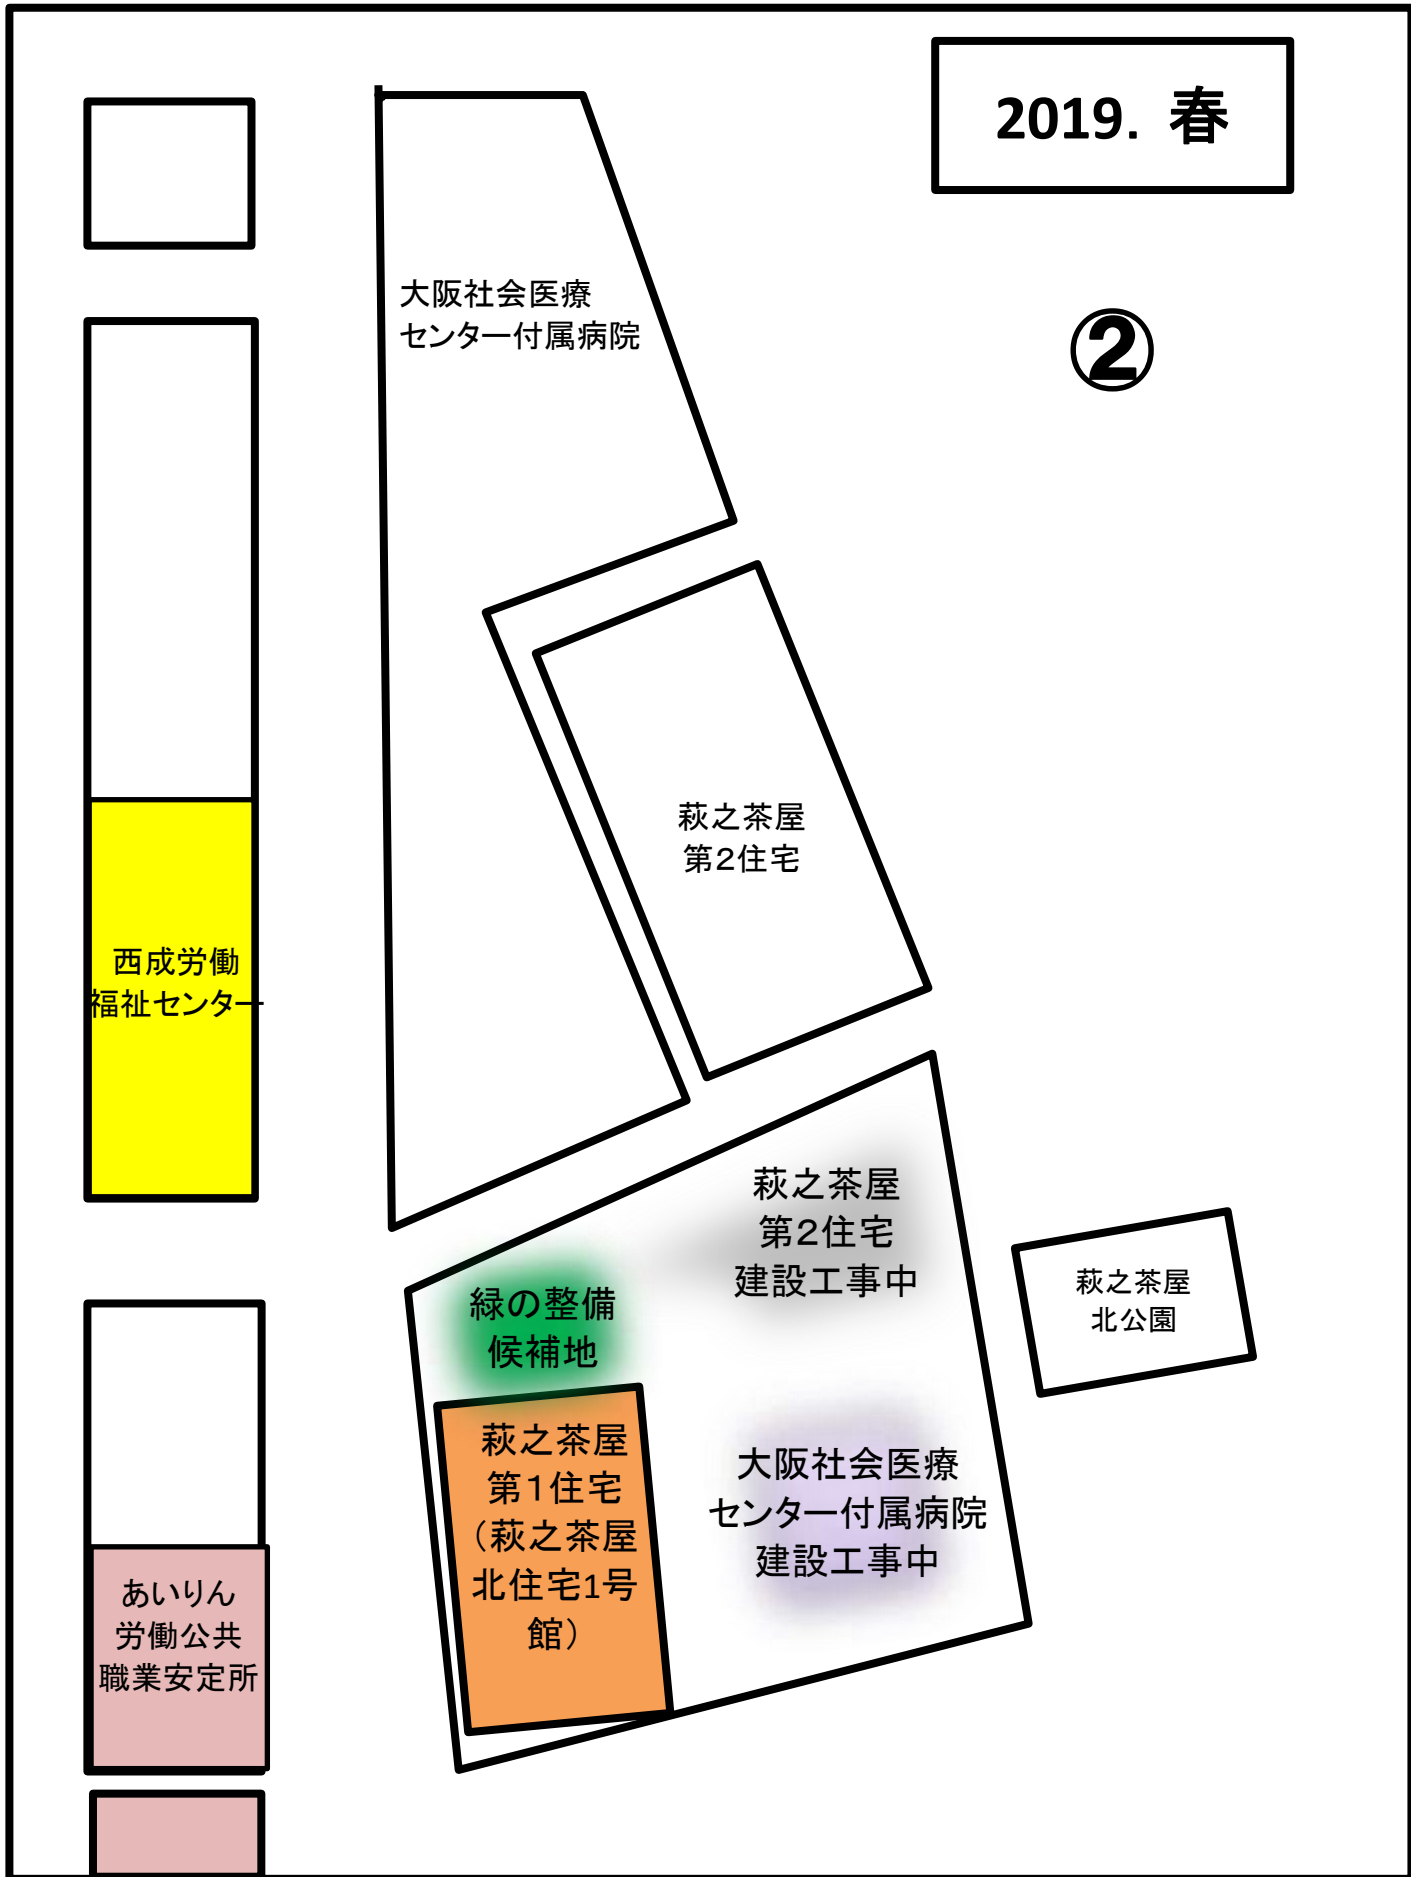 2019. 春
②
大阪社会医療
センター付属病院
萩之茶屋
第2住宅
西成労働
福祉センター
萩之茶屋
第2住宅
建設工事中
緑の整備
候補地
萩之茶屋
北公園
萩之茶屋
第1住宅
（萩之茶屋
北住宅1号
館）
大阪社会医療
センター付属病院
建設工事中
あいりん
労働公共
職業安定所